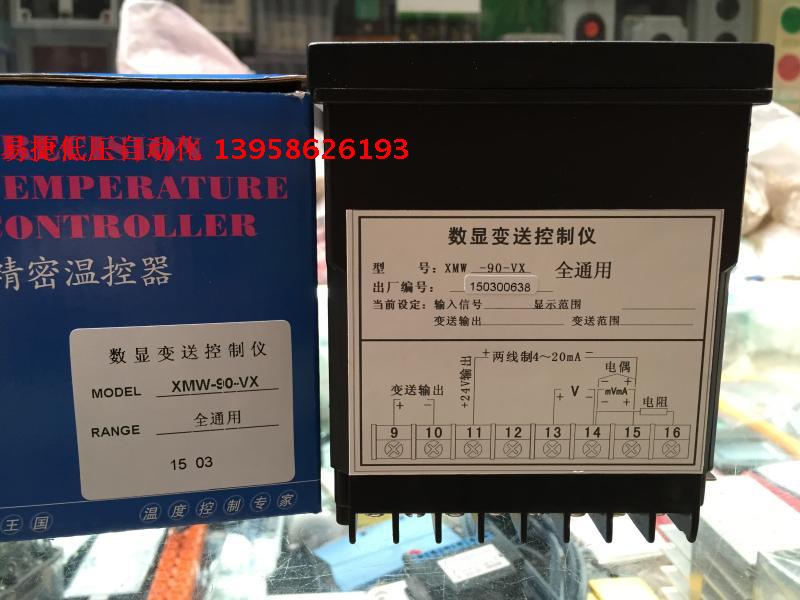 易捷低压自动化 13958626193
TEMPERATURE
CONTROLLER
精密温控器
数显变送控制仪
MODEL XMW-90-VX
RANGE 全通用
15 03
王国
温度控制专家
数显变送控制仪
型 号: XMW -90-VX 全通用
出厂编号: 150300638
当前设定: 输入信号 显示范围
变送输出 变送范围
+ 两线制4~20mA -
+24V输出
变送输出
+ -
+ V -
电偶
- +
mVmA
- +
电阻
9 10 11 12 13 14 15 16